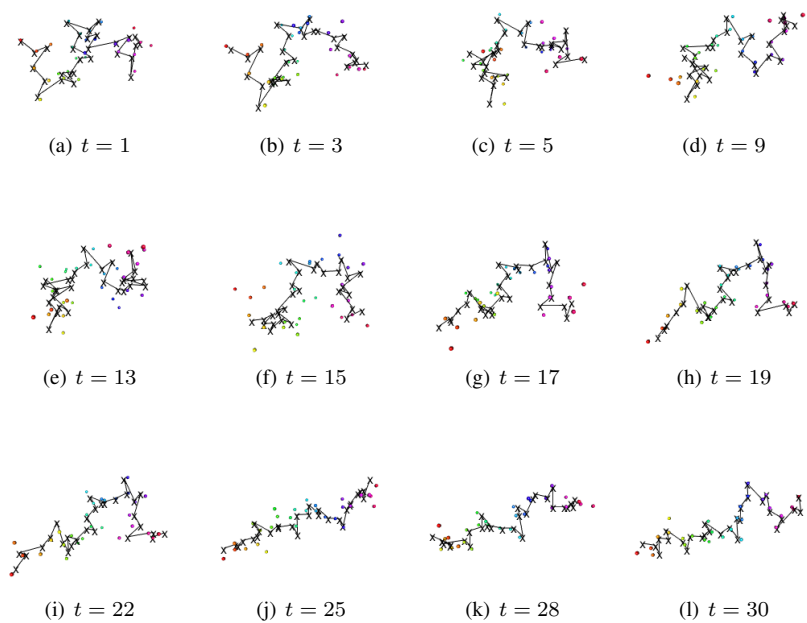 (a) t = 1 (b) t = 3 (c) t = 5 (d) t = 9
(e) t = 13 (f) t = 15 (g) t = 17 (h) t = 19
(i) t = 22 (j) t = 25 (k) t = 28 (l) t = 30